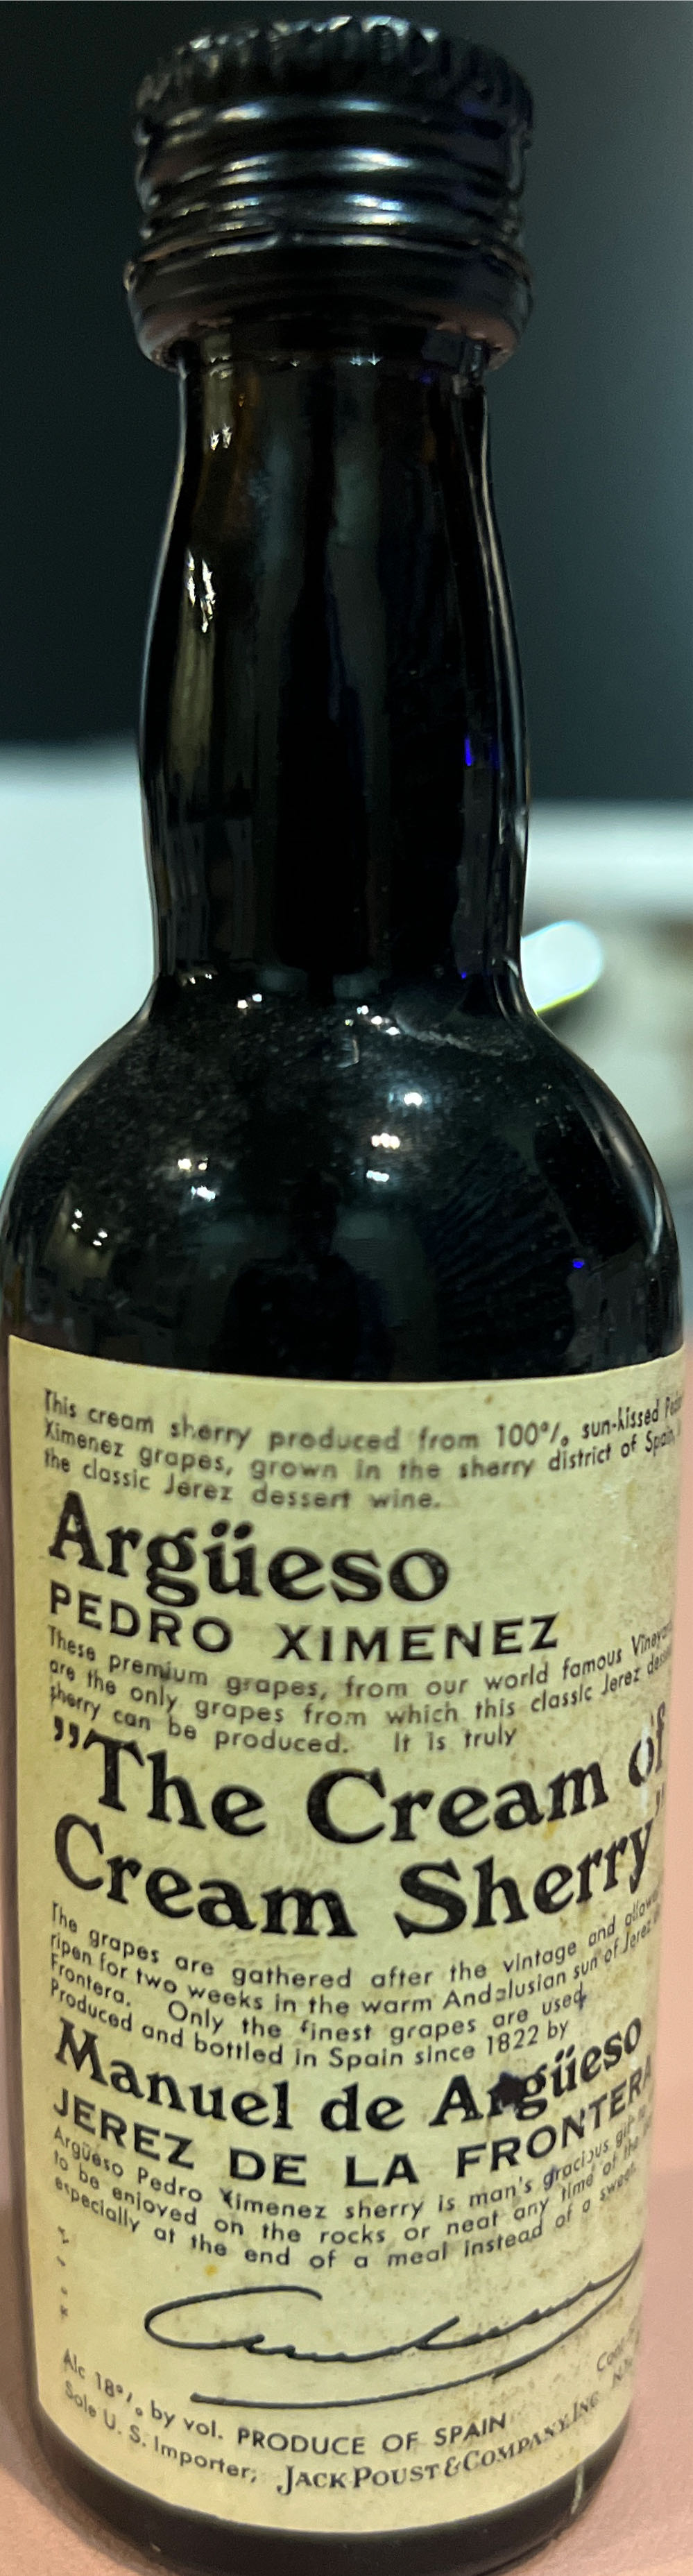 This cream sherry produced from 100% sun-kissed
Ximenez grapes, grown in the sherry district of Spain,
the classic Jerez dessert wine.
Argüeso
PEDRO XIMENEZ
These premium grapes, from our world famous
are the only grapes from which this classic Jerez
sherry can be produced. It is truly
"The Cream of
Cream Sherry"
The grapes are gathered after the vintage and
ripen for two weeks in the warm Andalusian sun of Jerez
Frontera. Only the finest grapes are used.
Produced and bottled in Spain since 1822 by
Manuel de Argüeso
JEREZ DE LA FRONTERA
Argüeso Pedro Ximenez sherry is man's gracious
to be enjoyed on the rocks or neat any time of the
especially at the end of a meal instead of a sweet.
Alc 18% by vol. PRODUCE OF SPAIN
Sole U. S. Importer; JACK POUST & COMPANY, INC